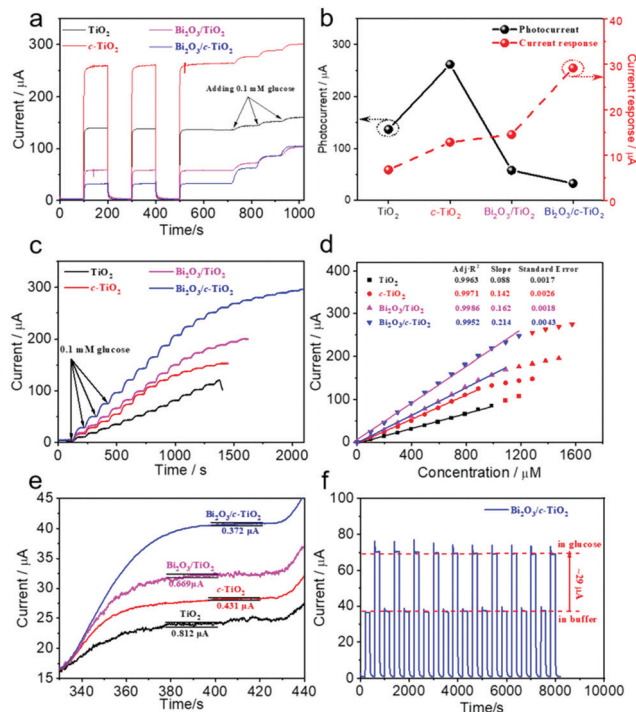 a
TiO2
Bi2O3/TiO2
c-TiO2
Bi2O3/c-TiO2
Adding 0.1 mM glucose
Current / μA
300
250
200
150
100
50
0
0 200 400 600 800 1000
Time/s
b
Photocurrent
Current response
Photocurrent / μA
300
200
100
0
40
30
20
10
0
Current response / μA
TiO2 c-TiO2 Bi2O3/TiO2 Bi2O3/c-TiO2
c
TiO2
Bi2O3/TiO2
c-TiO2
Bi2O3/c-TiO2
0.1 mM glucose
Current / μA
400
300
200
100
0
0 500 1000 1500 2000
Time / s
d
Adj·R2 Slope Standard Error
TiO2 0.9963 0.088 0.0017
c-TiO2 0.9971 0.142 0.0026
Bi2O3/TiO2 0.9986 0.162 0.0018
Bi2O3/c-TiO2 0.9952 0.214 0.0043
Current / μA
400
300
200
100
0
0 400 800 1200 1600
Concentration / μM
e
Bi2O3/c-TiO2
0.372 μA
Bi2O3/TiO2
0.669μA
c-TiO2
0.431 μA
TiO2
0.812 μA
Current/μA
45
40
35
30
25
20
15
340 360 380 400 420 440
Time/s
f
Bi2O3/c-TiO2
in glucose
~29 μA
in buffer
Current/μA
100
80
60
40
20
0
0 2000 4000 6000 8000 10000
Time/s